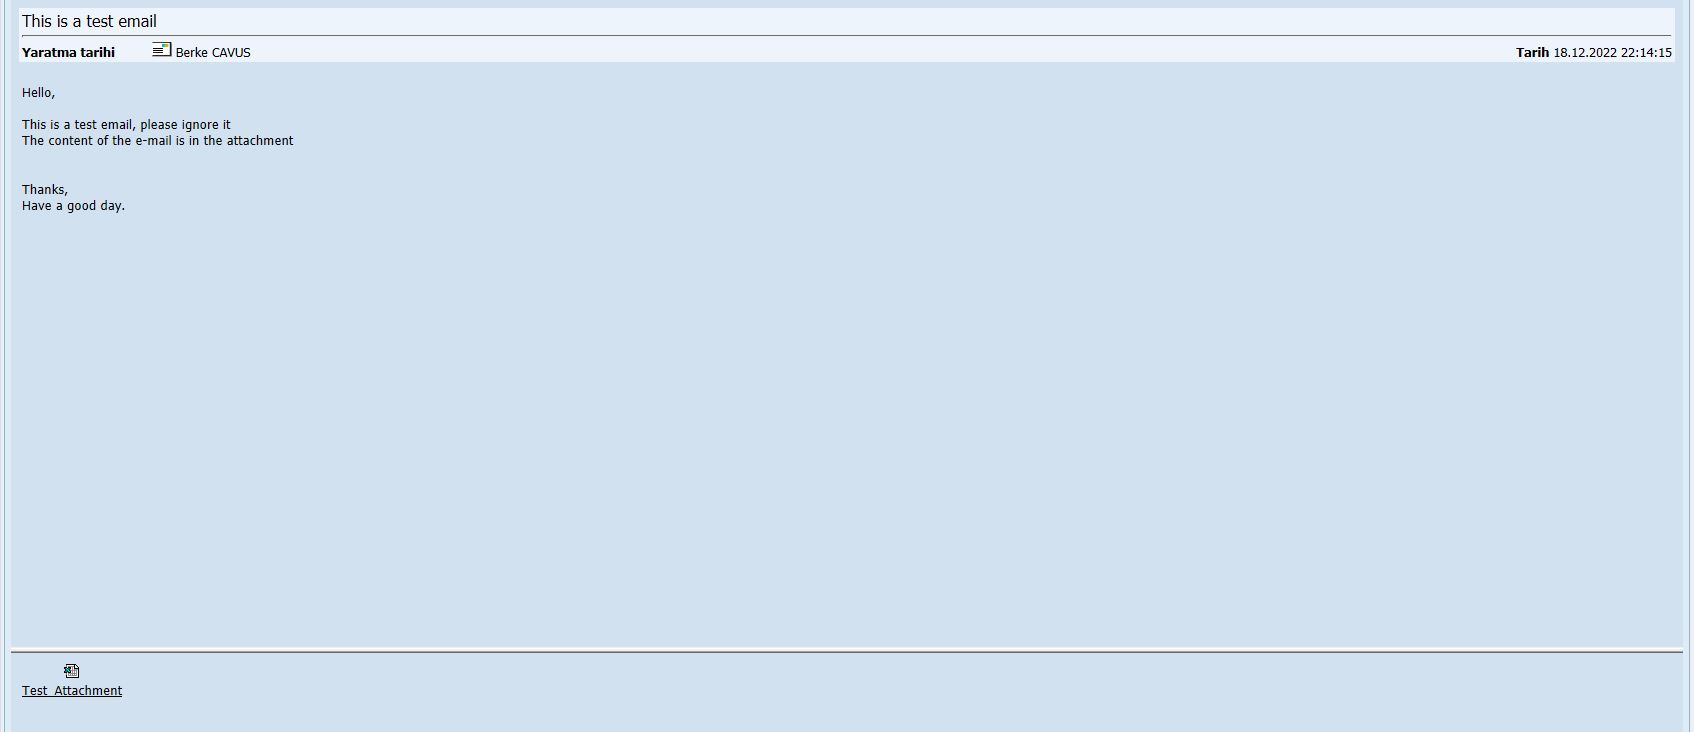 This is a test email
Yaratma tarihi Berke CAVUS Tarih 18.12.2022 22:14:15
Hello,
This is a test email, please ignore it
The content of the e-mail is in the attachment
Thanks,
Have a good day.
Test_Attachment